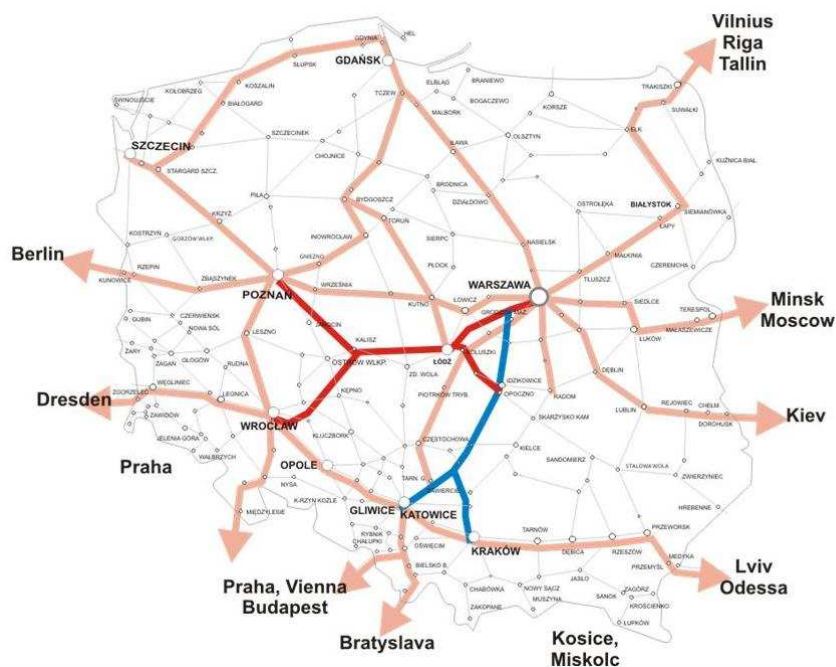 Vilnius
Riga
Tallin
HEL
GDYNIA
GDAŃSK
SŁUPSK
KOSZALIN
KOŁOBRZEG
BIAŁOGARD
ŚWINOUJŚCIE
TCZEW
ELBLĄG
BRANIEWO
BOGACZEWO
MALBORK
KORSZE
TRAKISZKI
SUWAŁKI
EŁK
OLSZTYN
IŁAWA
SZCZECINEK
CHOJNICE
SZCZECIN
STARGARD SZCZ.
KUŹNICA BIAŁ.
BRODNICA
DZIAŁDOWO
PIŁA
BYDGOSZCZ
TORUŃ
OSTROŁĘKA
BIAŁYSTOK
SIEMIANÓWKA
ŁAPY
KRZYŻ
KOSTRZYN
GORZÓW WLKP.
INOWROCŁAW
SIERPC
NASIELSK
MAŁKINIA
CZEREMCHA
Berlin
RZEPIN
KUNOWICE
ZBĄSZYNEK
GNIEZNO
PŁOCK
TŁUSZCZ
POZNAŃ
WRZEŚNIA
KUTNO
ŁOWICZ
WARSZAWA
SIEDLCE
TERESPOL
MAŁASZEWICZE
ŁUKÓW
Minsk
Moscow
GUBIN
CZERWIEŃSK
NOWA SÓL
LESZNO
JAROCIN
KALISZ
OSTRÓW WLKP.
ŁÓDŹ
KOLUSZKI
ŻARY
ŻAGAŃ
GŁOGÓW
RUDNA
ZD. WOLA
IDZIKOWICE
OPOCZNO
RADOM
DĘBLIN
WĘGLINIEC
ZGORZELEC
LEGNICA
KĘPNO
PIOTRKÓW TRYB.
LUBLIN
REJOWIEC
CHEŁM
DOROHUSK
Dresden
Kiev
ZAWIDÓW
JELENIA GÓRA
WAŁBRZYCH
WROCŁAW
KLUCZBORK
SKARŻYSKO KAM
CZĘSTOCHOWA
KIELCE
SANDOMIERZ
STALOWA WOLA
ZWIERZYNIEC
Praha
OPOLE
NYSA
TARN. G.
ZAWIERCIE
HREBENNE
K-RZYN KOŹLE
GLIWICE
KATOWICE
MIĘDZYLESIE
RYBNIK
CHAŁUPKI
OŚWIĘCIM
KRAKÓW
TARNÓW
DĘBICA
RZESZÓW
PRZEWORSK
MEDYKA
PRZEMYŚL
BIELSKO B.
CHABÓWKA
ZAKOPANE
NOWY SĄCZ
MUSZYNA
JASŁO
SANOK
ZAGÓRZ
KROŚCIENKO
ŁUPKÓW
Lviv
Odessa
Praha, Vienna
Budapest
Bratyslava
Kosice,
Miskolc